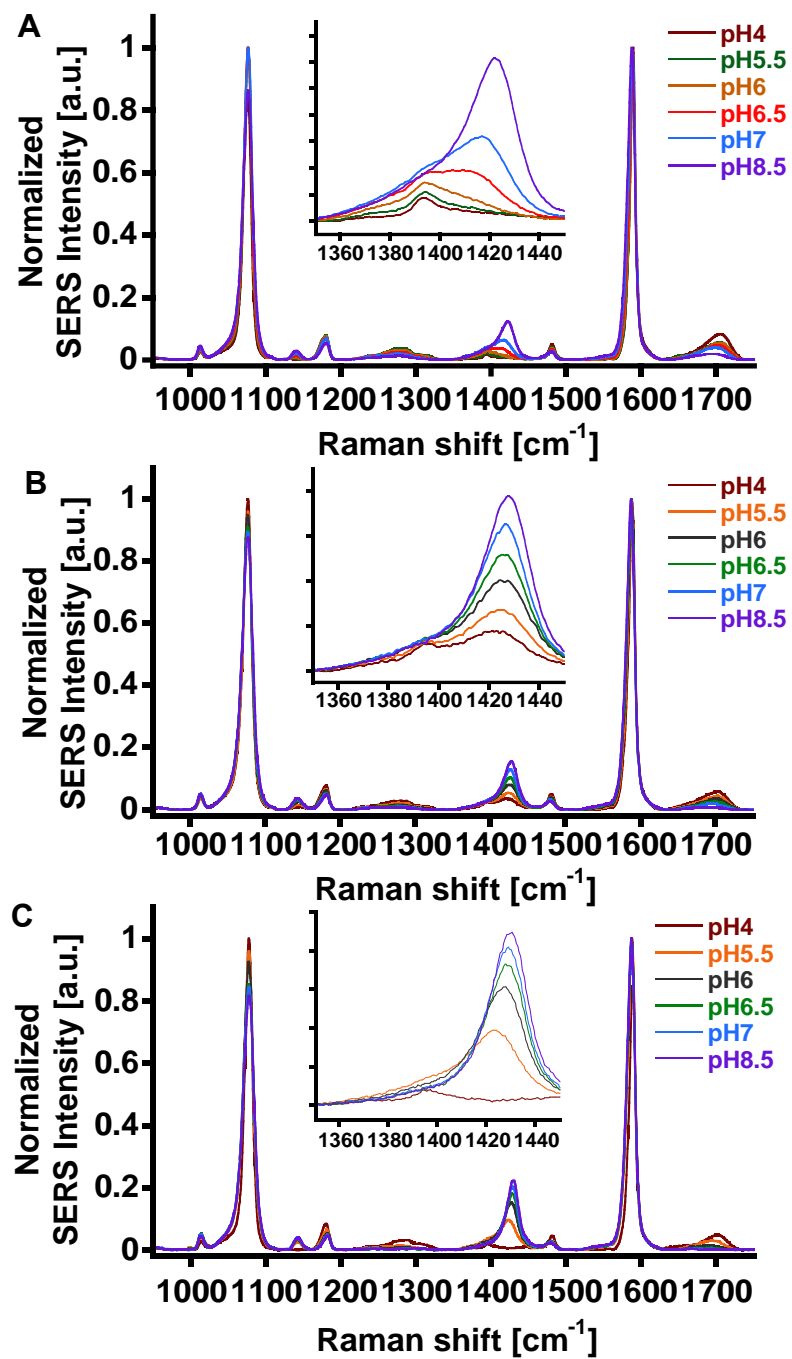 A
Normalized
SERS Intensity [a.u.]
1
0.8
0.6
0.4
0.2
0
1360 1380 1400 1420 1440
pH4
pH5.5
pH6
pH6.5
pH7
pH8.5
1000 1100 1200 1300 1400 1500 1600 1700
Raman shift [cm-1]
B
Normalized
SERS Intensity [a.u.]
1
0.8
0.6
0.4
0.2
0
1360 1380 1400 1420 1440
pH4
pH5.5
pH6
pH6.5
pH7
pH8.5
1000 1100 1200 1300 1400 1500 1600 1700
Raman shift [cm-1]
C
Normalized
SERS Intensity [a.u.]
1
0.8
0.6
0.4
0.2
0
1360 1380 1400 1420 1440
pH4
pH5.5
pH6
pH6.5
pH7
pH8.5
1000 1100 1200 1300 1400 1500 1600 1700
Raman shift [cm-1]